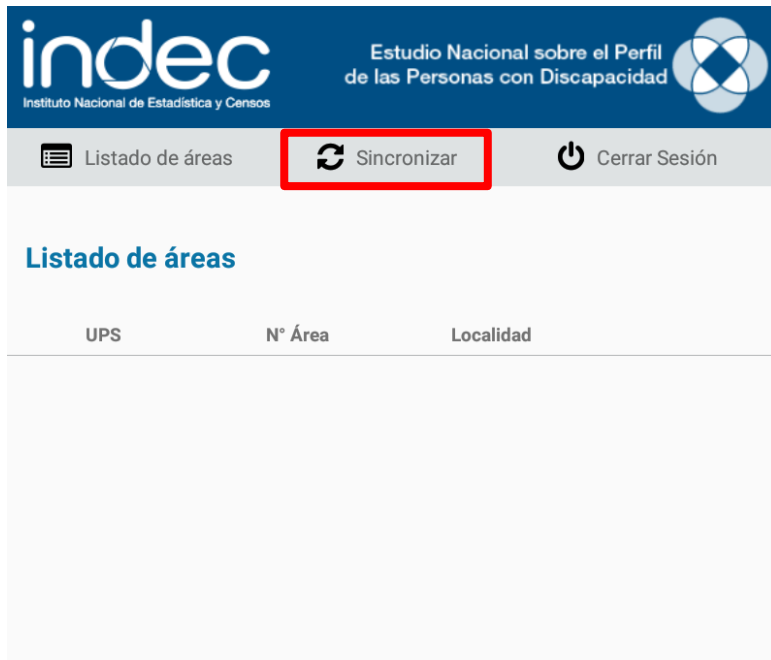 indec
Instituto Nacional de Estadística y Censos
Estudio Nacional sobre el Perfil
de las Personas con Discapacidad
Listado de áreas
Sincronizar
Cerrar Sesión
Listado de áreas
UPS N° Área Localidad